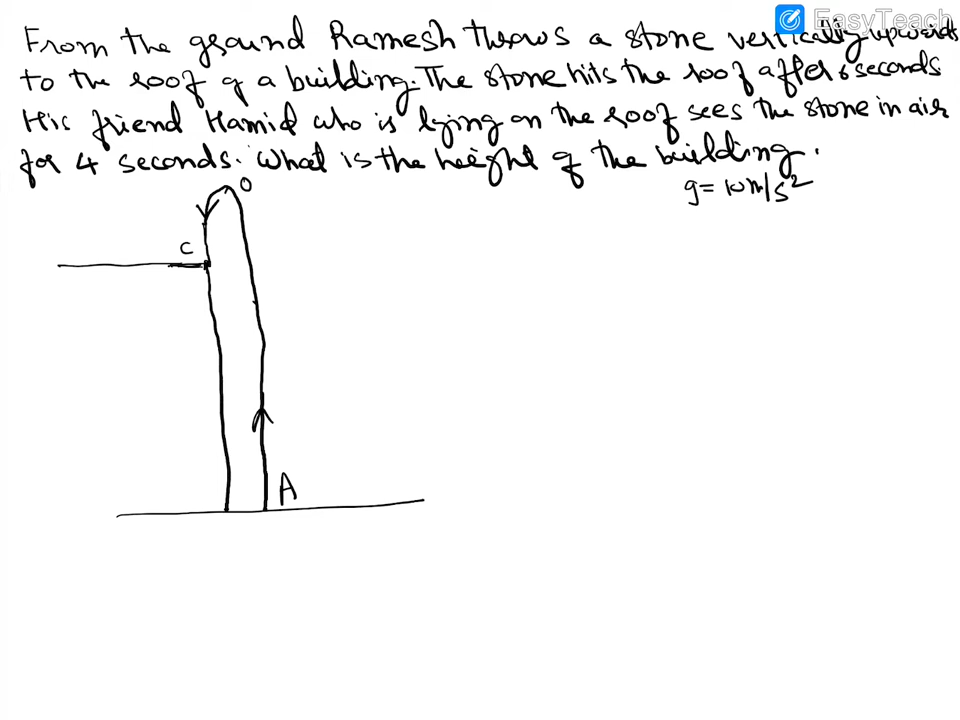 EasyTeach
From the ground Ramesh throws a stone vertically upwards
to the roof of a building. The stone hits the roof after 6 seconds
His friend Hamid who is lying on the roof sees the stone in air
for 4 seconds. What is the height of the building.
g = 10 m/s²
O
C
A